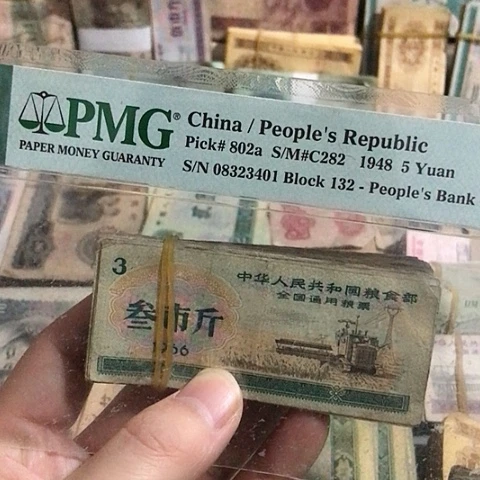 PMG®
PAPER MONEY GUARANTY
China / People's Republic
Pick# 802a S/M#C282 1948 5 Yuan
S/N 08323401 Block 132 - People's Bank
3
中华人民共和国粮食部
全国通用粮票
叁市斤
1966